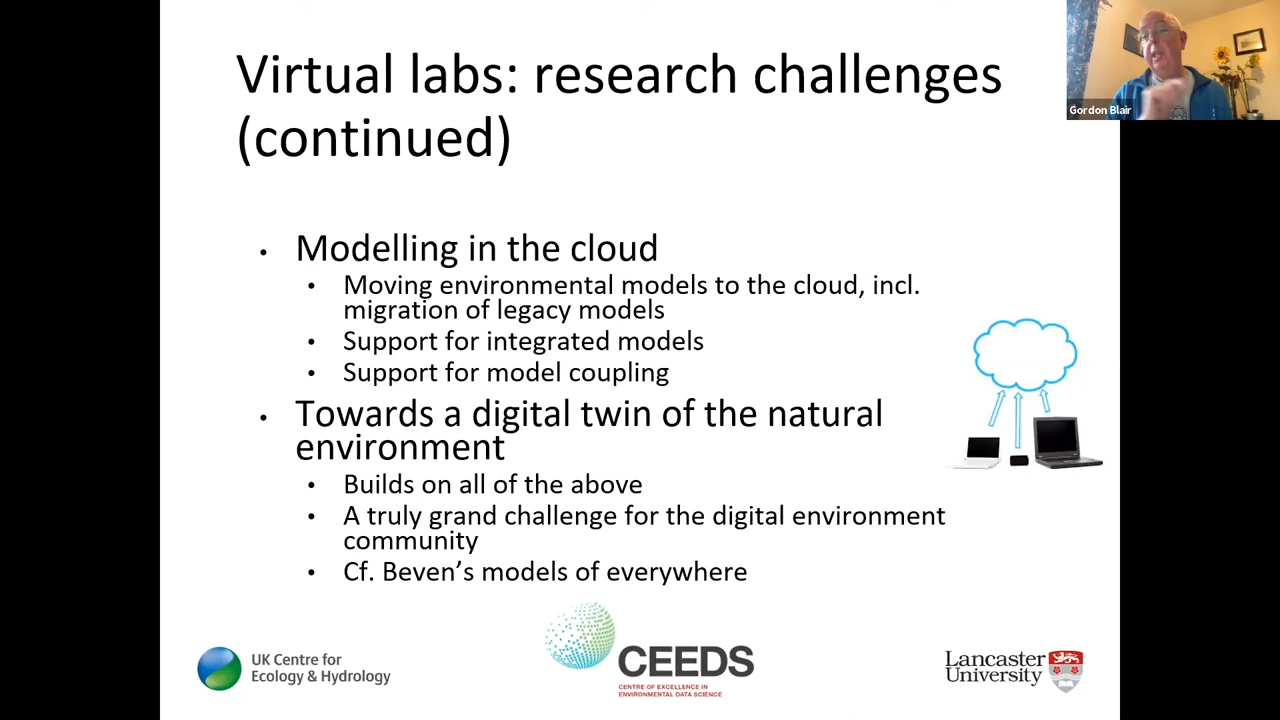 Virtual labs: research challenges
(continued)
Gordon Blair
• Modelling in the cloud
• Moving environmental models to the cloud, incl.
migration of legacy models
• Support for integrated models
• Support for model coupling
• Towards a digital twin of the natural
environment
• Builds on all of the above
• A truly grand challenge for the digital environment
community
• Cf. Beven’s models of everywhere
UK Centre for
Ecology & Hydrology
CEEDS
CENTRE OF EXCELLENCE IN
ENVIRONMENTAL DATA SCIENCE
Lancaster
University